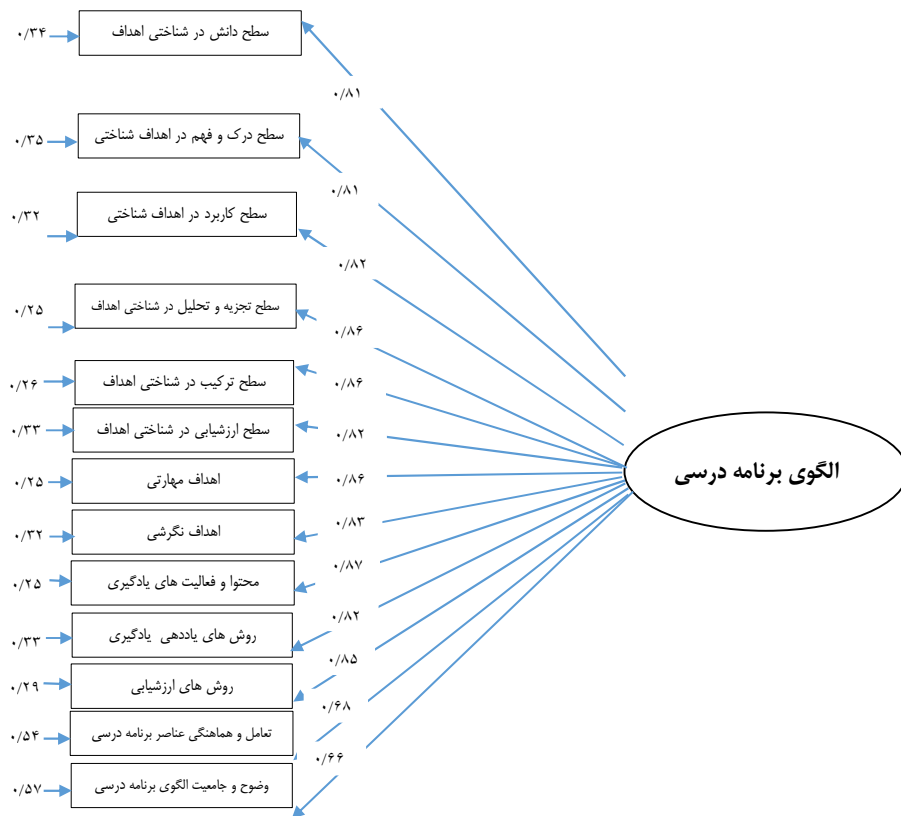 سطح دانش در شناختی اهداف
۰/۳۴
۰/۸۱
سطح درک و فهم در اهداف شناختی
۰/۳۵
۰/۸۱
سطح کاربرد در اهداف شناختی
۰/۳۲
۰/۸۲
سطح تجزیه و تحلیل در شناختی اهداف
۰/۲۵
۰/۸۶
سطح ترکیب در شناختی اهداف
۰/۲۶
۰/۸۶
سطح ارزشیابی در شناختی اهداف
۰/۳۳
۰/۸۲
اهداف مهارتی
۰/۲۵
۰/۸۶
اهداف نگرشی
۰/۳۲
۰/۸۳
محتوا و فعالیت های یادگیری
۰/۲۵
۰/۸۷
روش های یاددهی یادگیری
۰/۳۳
۰/۸۲
روش های ارزشیابی
۰/۲۹
۰/۸۵
تعامل و هماهنگی عناصر برنامه درسی
۰/۵۴
۰/۶۸
وضوح و جامعیت الگوی برنامه درسی
۰/۵۷
۰/۶۶
الگوی برنامه درسی